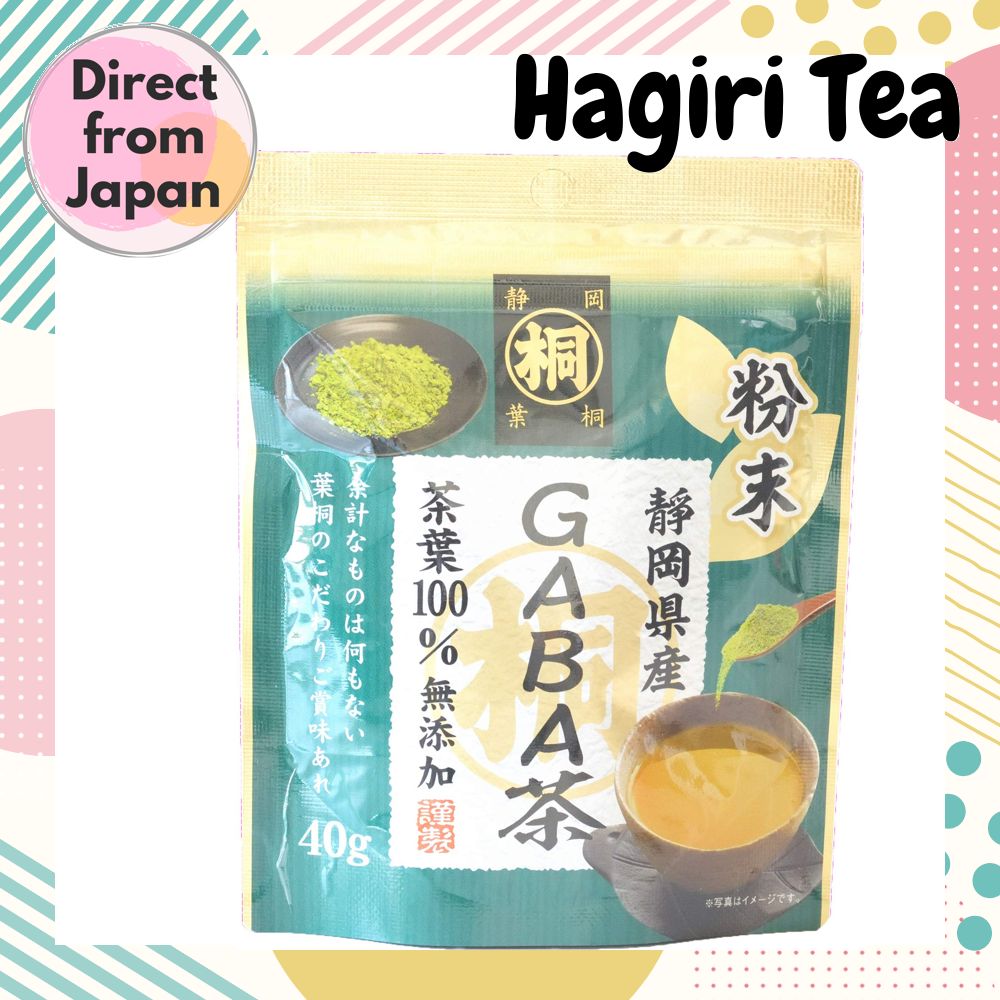 Direct
from
Japan
Hagiri Tea
静岡
桐
葉桐
粉末
静岡県産
GABA茶
茶葉100%無添加
謹製
余計なものは何もない
葉桐のこだわりご賞味あれ
40g
※写真はイメージです。